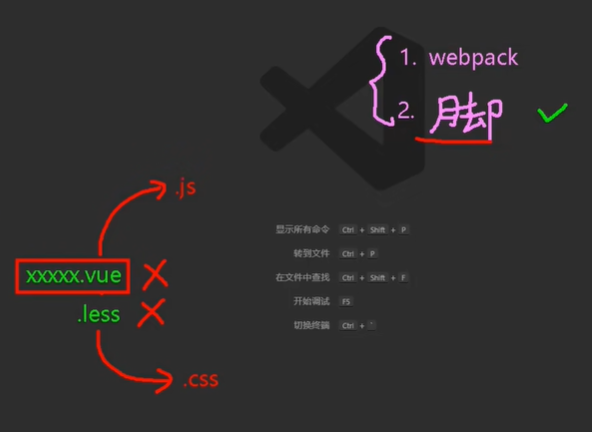 1. webpack
2. 脚
.js
显示所有命令 Ctrl + Shift + P
转到文件 Ctrl + P
xxxxx.vue
在文件中查找 Ctrl + Shift + F
开始调试 F5
.less
切换终端 Ctrl + `
.css